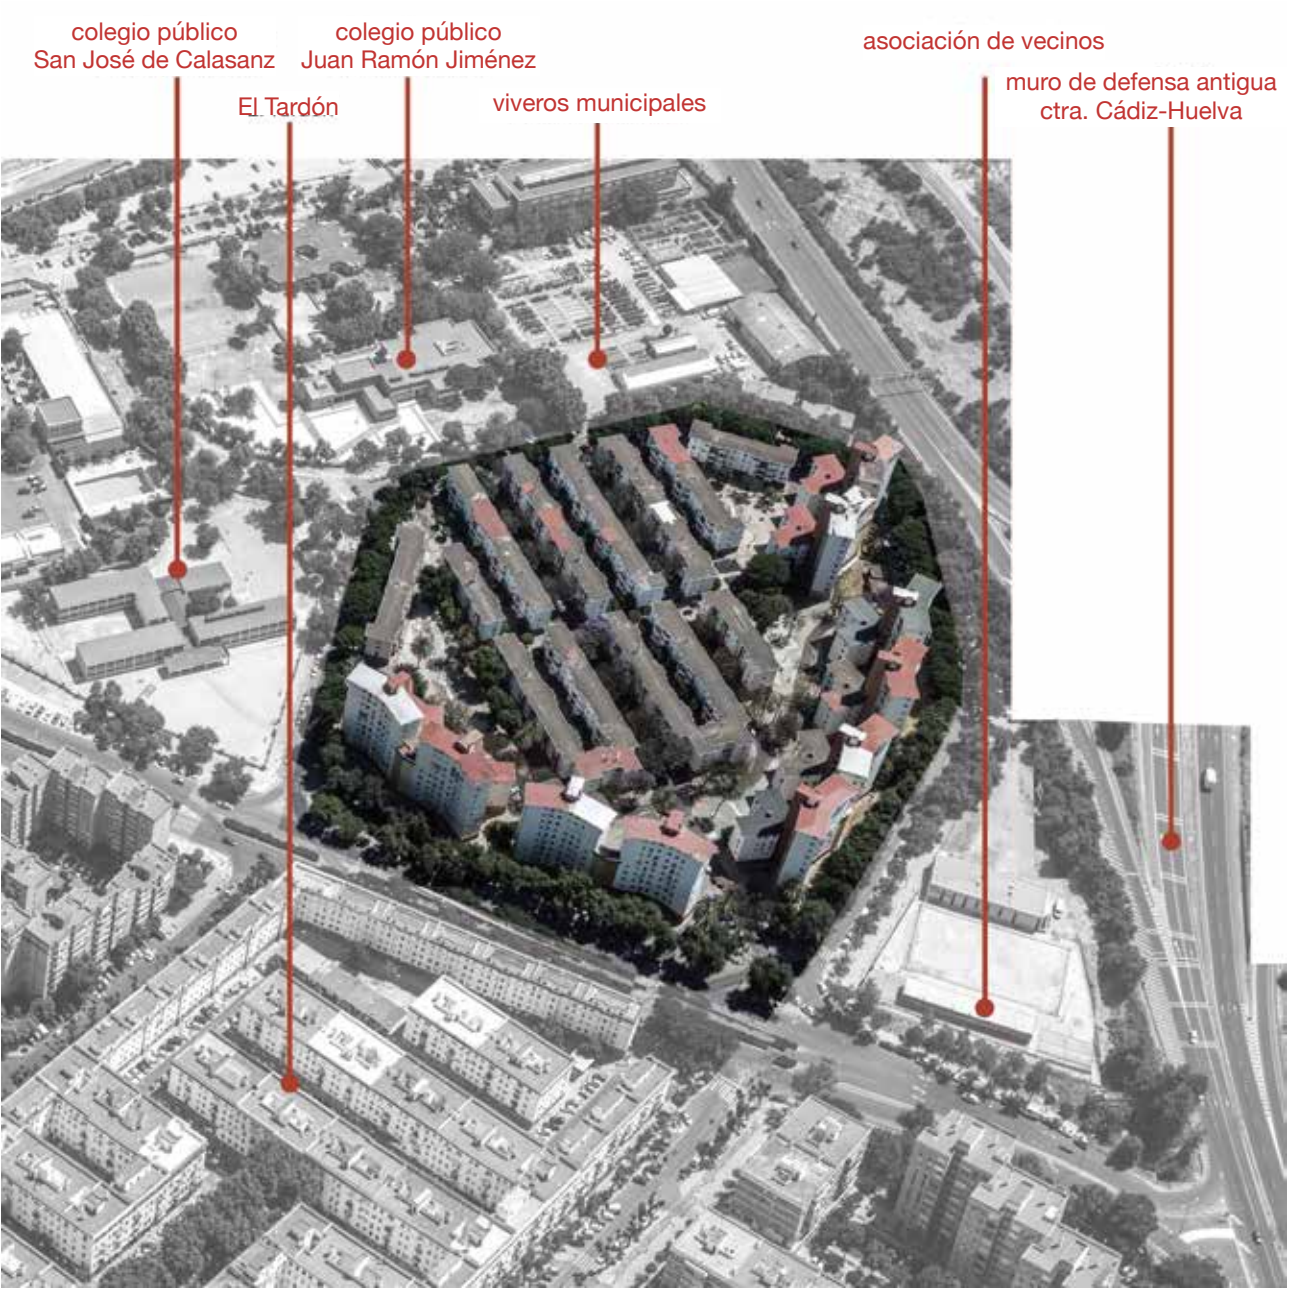 colegio público
San José de Calasanz
colegio público
Juan Ramón Jiménez
El Tardón
viveros municipales
asociación de vecinos
muro de defensa antigua
ctra. Cádiz-Huelva